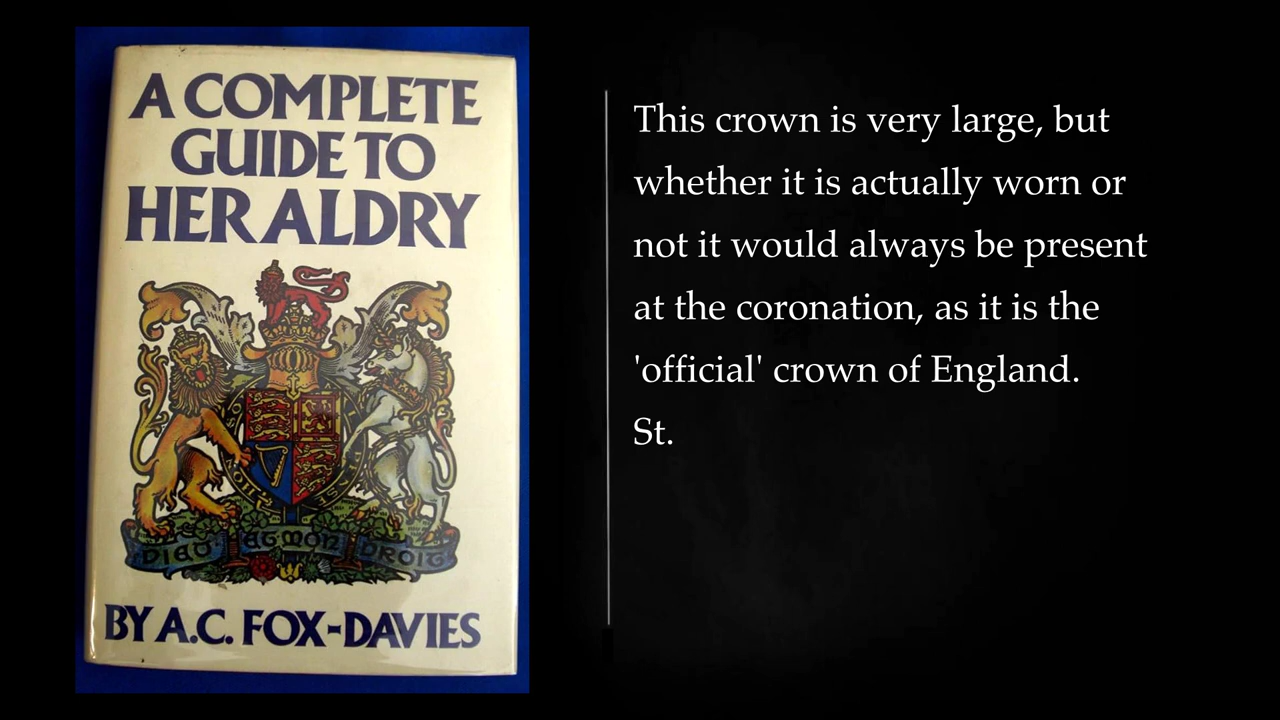 A COMPLETE
GUIDE TO
HERALDRY
DIEU ET MON DROIT
BY A.C. FOX-DAVIES
This crown is very large, but
whether it is actually worn or
not it would always be present
at the coronation, as it is the
'official' crown of England.
St.